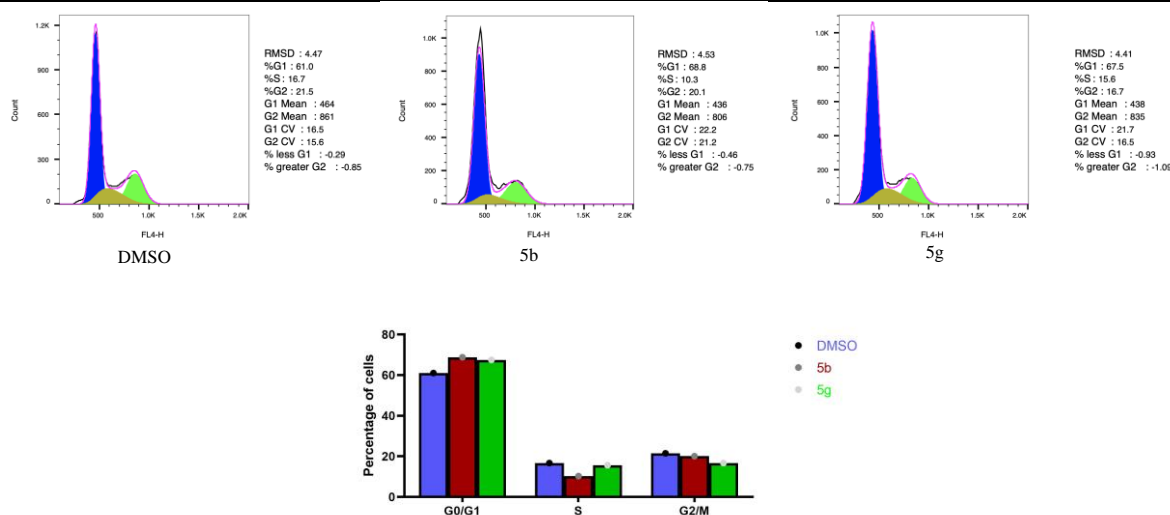 1.2K
900
600
300
0
Count
500
1.0K
1.5K
2.0K
FL4-H
RMSD : 4.47
%G1 : 61.0
%S : 16.7
%G2 : 21.5
G1 Mean : 464
G2 Mean : 861
G1 CV : 16.5
G2 CV : 15.6
% less G1 : -0.29
% greater G2 : -0.85
DMSO
1.0K
800
600
400
200
0
Count
500
1.0K
1.5K
2.0K
FL4-H
RMSD : 4.53
%G1 : 68.8
%S : 10.3
%G2 : 20.1
G1 Mean : 436
G2 Mean : 806
G1 CV : 22.2
G2 CV : 21.2
% less G1 : -0.46
% greater G2 : -0.75
5b
1.0K
800
600
400
200
0
Count
500
1.0K
1.5K
2.0K
FL4-H
RMSD : 4.41
%G1 : 67.5
%S : 15.6
%G2 : 16.7
G1 Mean : 438
G2 Mean : 835
G1 CV : 21.7
G2 CV : 16.5
% less G1 : -0.93
% greater G2 : -1.09
5g
80
60
40
20
0
Percentage of cells
G0/G1
S
G2/M
DMSO
5b
5g